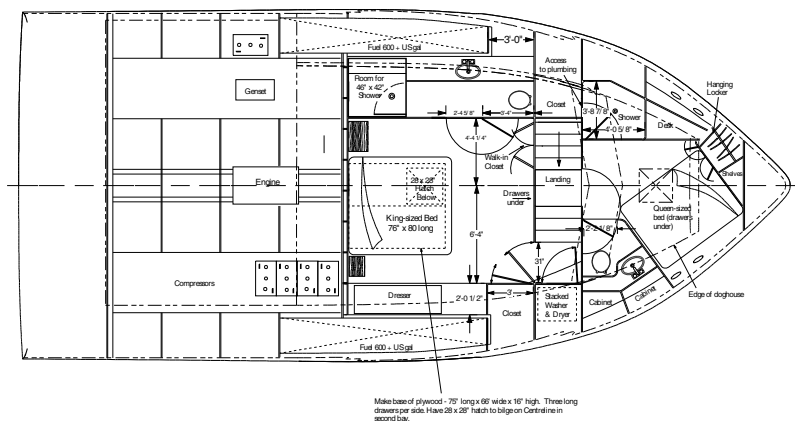 Fuel 600 + US gal
3'-0"
Access
to plumbing
Hanging
Locker
Room for
46" x 42"
Shower
Closet
3'-8 7/8"
Shower
Genset
2'-4 5/8"
3'-4"
4'-0 5/8"
Desk
4'-4 1/4"
Walk-in
Closet
Shelves
Engine
28 x 28"
Hatch
Below
Landing
Drawers
under
King-sized Bed
76" x 80 long
Queen-sized
bed (drawers
under)
6'-4"
2'-2 1/8"
31"
Compressors
Dresser
2'-0 1/2"
3'
Closet
Stacked
Washer
& Dryer
Cabinet
Cabinet
Edge of doghouse
Fuel 600 + US gal
Make base of plywood - 75" long x 66' wide x 16" high. Three long
drawers per side. Have 28 x 28" hatch to bilge on Centreline in
second bay.